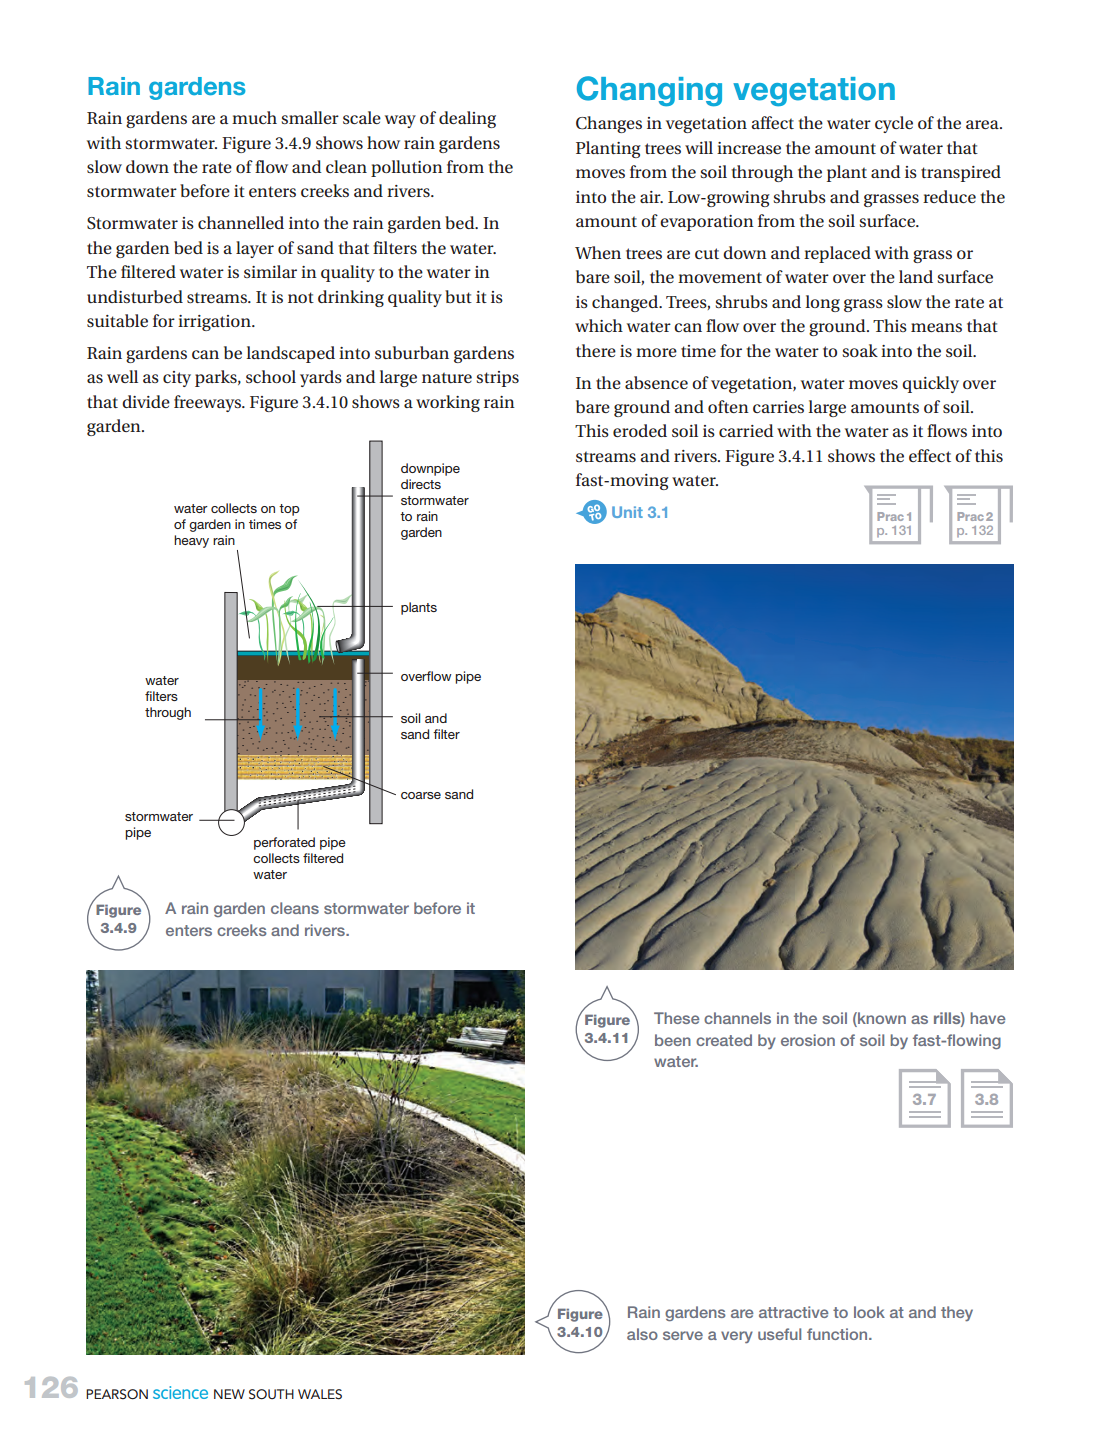 Rain gardens
Rain gardens are a much smaller scale way of dealing
with stormwater. Figure 3.4.9 shows how rain gardens
slow down the rate of flow and clean pollution from the
stormwater before it enters creeks and rivers.
Stormwater is channelled into the rain garden bed. In
the garden bed is a layer of sand that filters the water.
The filtered water is similar in quality to the water in
undisturbed streams. It is not drinking quality but it is
suitable for irrigation.
Rain gardens can be landscaped into suburban gardens
as well as city parks, school yards and large nature strips
that divide freeways. Figure 3.4.10 shows a working rain
garden.
downpipe
directs
stormwater
to rain
garden
water collects on top
of garden in times of
heavy rain
plants
overflow pipe
water
filters
through
soil and
sand filter
coarse sand
stormwater
pipe
perforated pipe
collects filtered
water
Figure
3.4.9
A rain garden cleans stormwater before it
enters creeks and rivers.
Changing vegetation
Changes in vegetation affect the water cycle of the area.
Planting trees will increase the amount of water that
moves from the soil through the plant and is transpired
into the air. Low-growing shrubs and grasses reduce the
amount of evaporation from the soil surface.
When trees are cut down and replaced with grass or
bare soil, the movement of water over the land surface
is changed. Trees, shrubs and long grass slow the rate at
which water can flow over the ground. This means that
there is more time for the water to soak into the soil.
In the absence of vegetation, water moves quickly over
bare ground and often carries large amounts of soil.
This eroded soil is carried with the water as it flows into
streams and rivers. Figure 3.4.11 shows the effect of this
fast-moving water.
GO
TO
Unit 3.1
Prac 1
p. 131
Prac 2
p. 132
Figure
3.4.11
These channels in the soil (known as rills) have
been created by erosion of soil by fast-flowing
water.
3.7
3.8
Figure
3.4.10
Rain gardens are attractive to look at and they
also serve a very useful function.
126 PEARSON science NEW SOUTH WALES